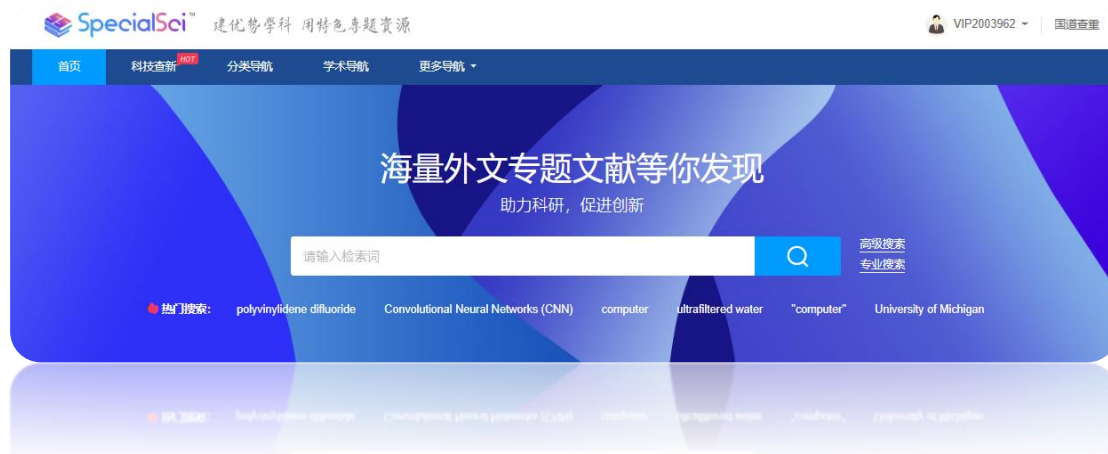 SpecialSci™ 建优势學科 用特色专题资源 VIP2003962 国道查重
首页 科技查新 HOT 分类导航 学术导航 更多导航
海量外文专题文献等你发现
助力科研，促进创新
请输入检索词
高级搜索
专业搜索
热门搜索： polyvinylidene difluoride Convolutional Neural Networks (CNN) computer ultrafiltered water "computer" University of Michigan